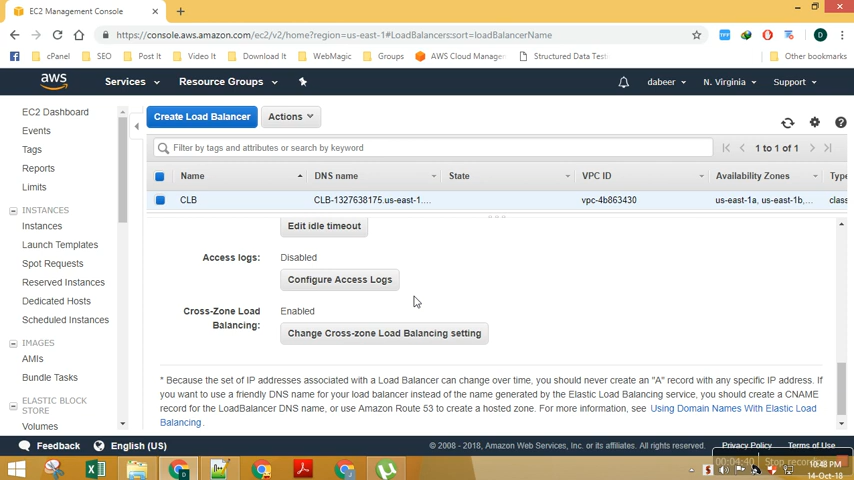 EC2 Management Console
https://console.aws.amazon.com/ec2/v2/home?region=us-east-1#LoadBalancers:sort=loadBalancerName
cPanel SEO Post It Video It WebMagic Groups Download It AWS Cloud Manage Structured Data Test Other bookmarks
aws Services Resource Groups dabeer N. Virginia Support
EC2 Dashboard
Events
Tags
Reports
Limits
INSTANCES
Instances
Launch Templates
Spot Requests
Reserved Instances
Dedicated Hosts
Scheduled Instances
IMAGES
AMIs
Bundle Tasks
ELASTIC BLOCK
STORE
Volumes
Create Load Balancer Actions
Filter by tags and attributes or search by keyword 1 to 1 of 1
Name DNS name State VPC ID Availability Zones Type
CLB CLB-1327638175.us-east-1.... vpc-4b863430 us-east-1a, us-east-1b,... class
Edit idle timeout
Access logs: Disabled
Configure Access Logs
Cross-Zone Load Enabled
Balancing:
Change Cross-zone Load Balancing setting
* Because the set of IP addresses associated with a Load Balancer can change over time, you should never create an "A" record with any specific IP address. If
you want to use a friendly DNS name for your load balancer instead of the name generated by the Elastic Load Balancing service, you should create a CNAME
record for the LoadBalancer DNS name, or use Amazon Route 53 to create a hosted zone. For more information, see Using Domain Names With Elastic Load
Balancing.
Feedback English (US) © 2008 - 2018, Amazon Web Services, Inc. or its affiliates. All rights reserved. Privacy Policy Terms of Use
00:04:40 Stop recording
10:48 PM
14-Oct-18